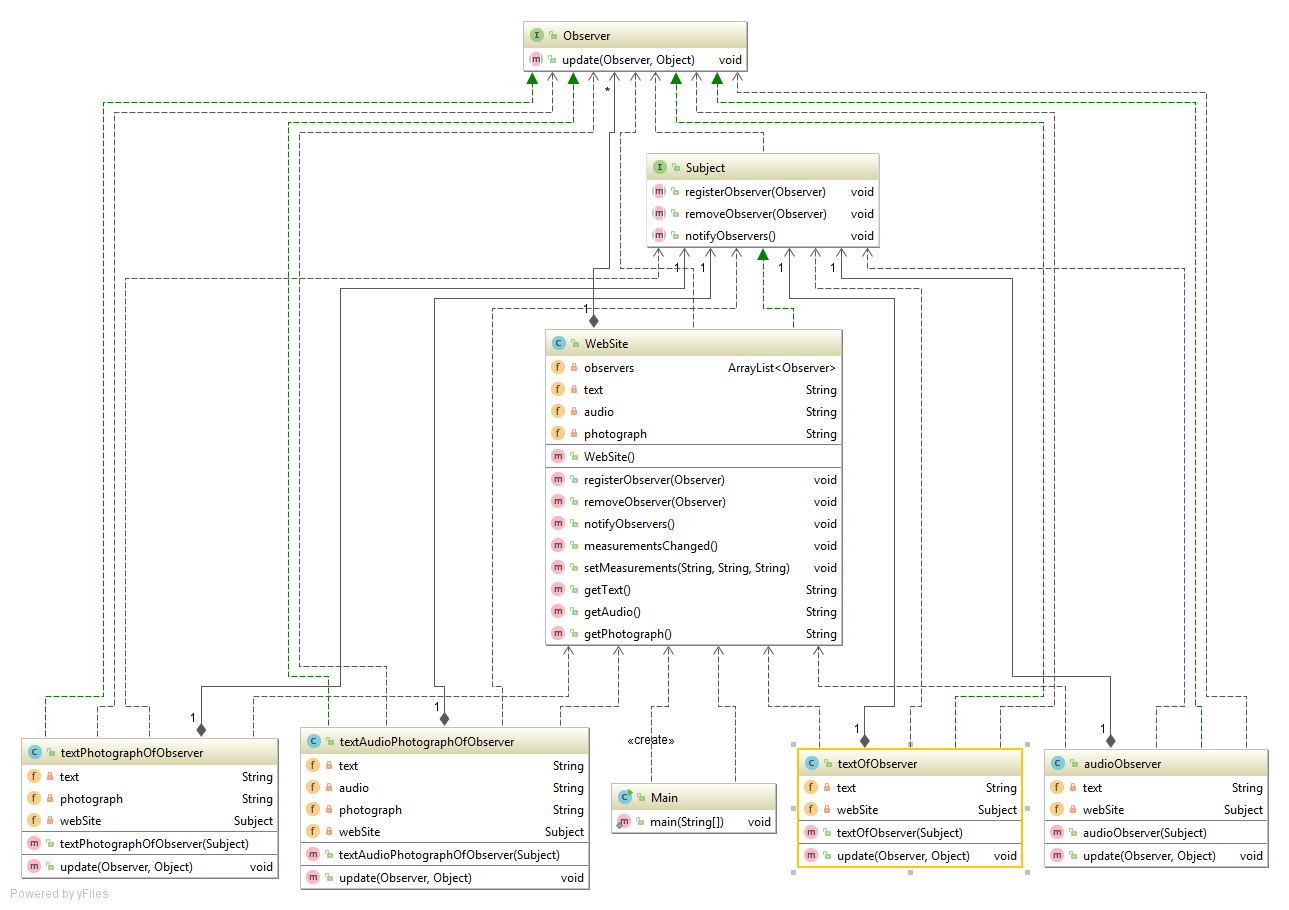 I Observer
m update(Observer, Object) void
*
I Subject
m registerObserver(Observer) void
m removeObserver(Observer) void
m notifyObservers() void
1 1 1 1
1
C WebSite
f observers ArrayList<Observer>
f text String
f audio String
f photograph String
m WebSite()
m registerObserver(Observer) void
m removeObserver(Observer) void
m notifyObservers() void
m measurementsChanged() void
m setMeasurements(String, String, String) void
m getText() String
m getAudio() String
m getPhotograph() String
1
C textPhotographOfObserver
f text String
f photograph String
f webSite Subject
m textPhotographOfObserver(Subject)
m update(Observer, Object) void
1
C textAudioPhotographOfObserver
f text String
f audio String
f photograph String
f webSite Subject
m textAudioPhotographOfObserver(Subject)
m update(Observer, Object) void
«create»
C Main
m main(String[]) void
1
C textOfObserver
f text String
f webSite Subject
m textOfObserver(Subject)
m update(Observer, Object) void
1
C audioObserver
f text String
f webSite Subject
m audioObserver(Subject)
m update(Observer, Object) void
Powered by yFiles